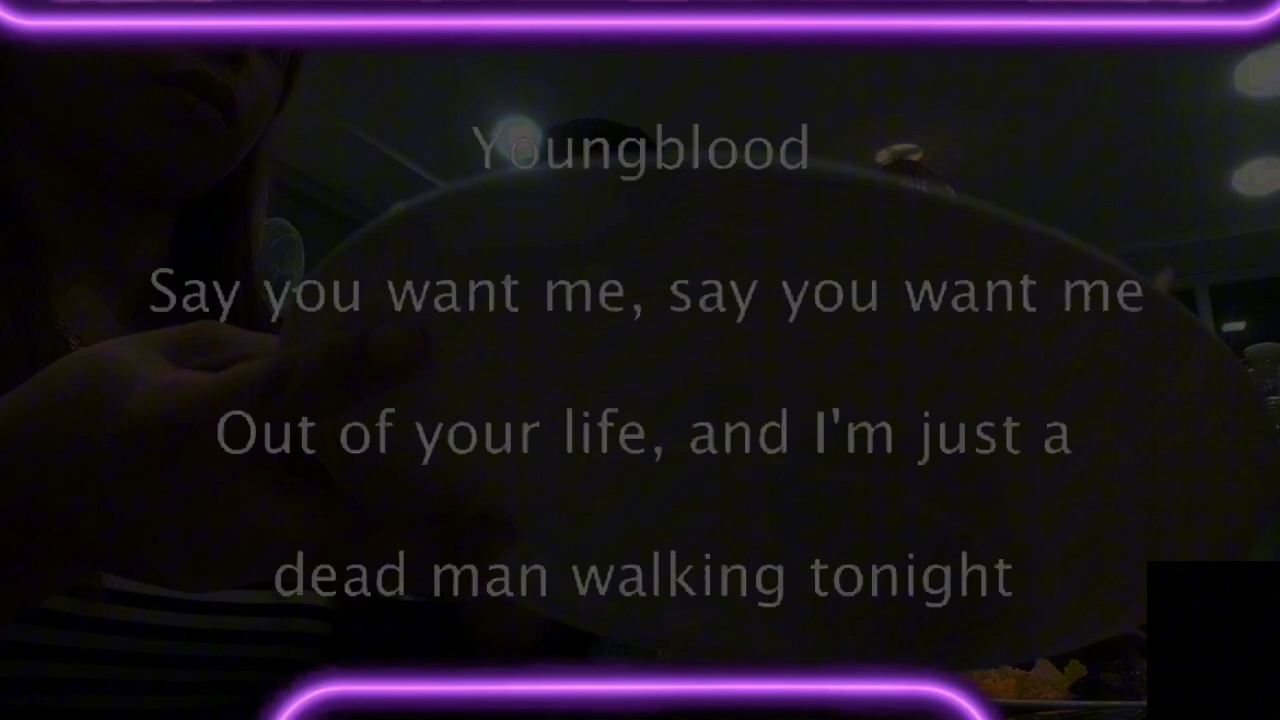 Youngblood
Say you want me, say you want me
Out of your life, and I'm just a
dead man walking tonight